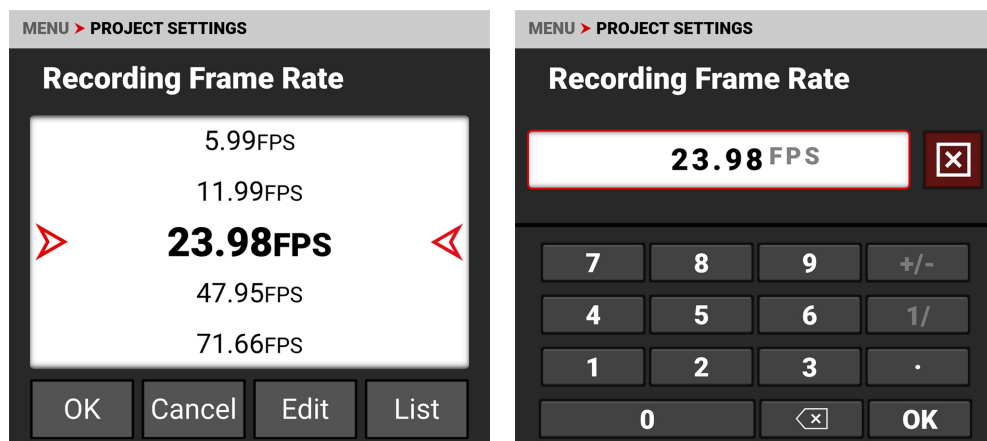 MENU PROJECT SETTINGS
Recording Frame Rate
5.99FPS
11.99FPS
23.98FPS
47.95FPS
71.66FPS
OK Cancel Edit List
MENU PROJECT SETTINGS
Recording Frame Rate
23.98 FPS
7 8 9 +/-
4 5 6 1/
1 2 3 .
0 OK